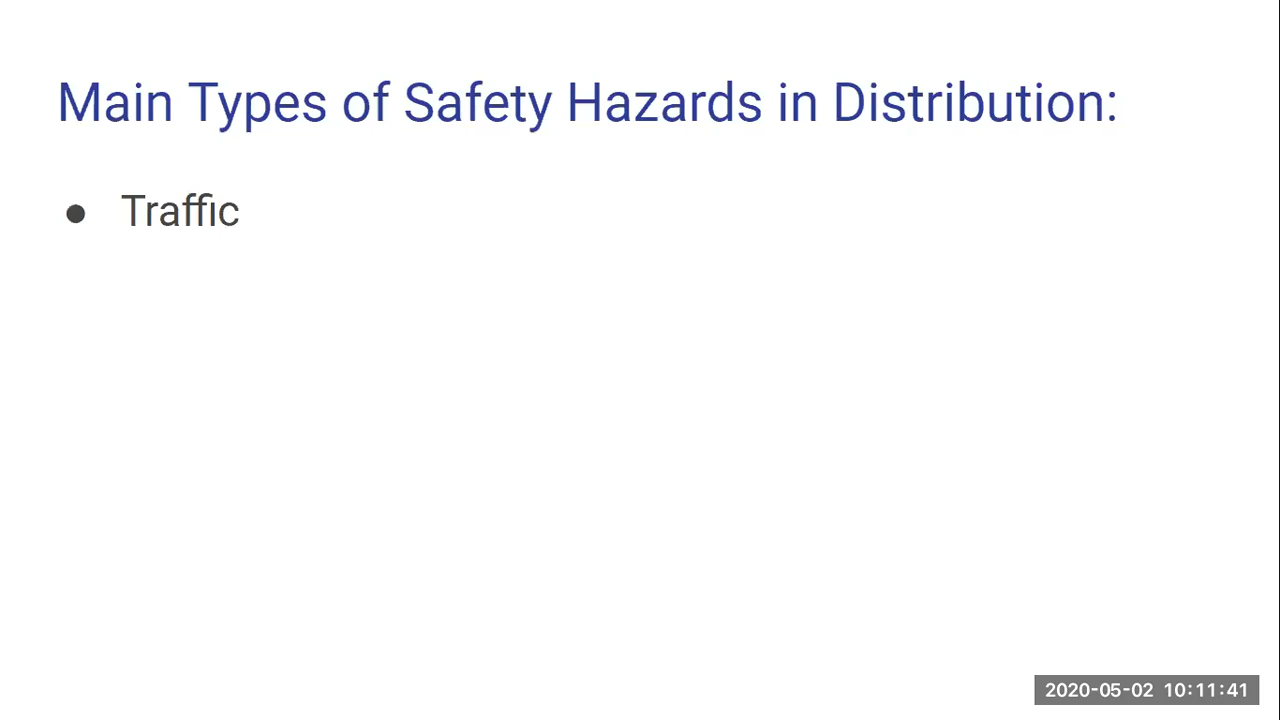 Main Types of Safety Hazards in Distribution:
● Traffic
2020-05-02 10:11:41